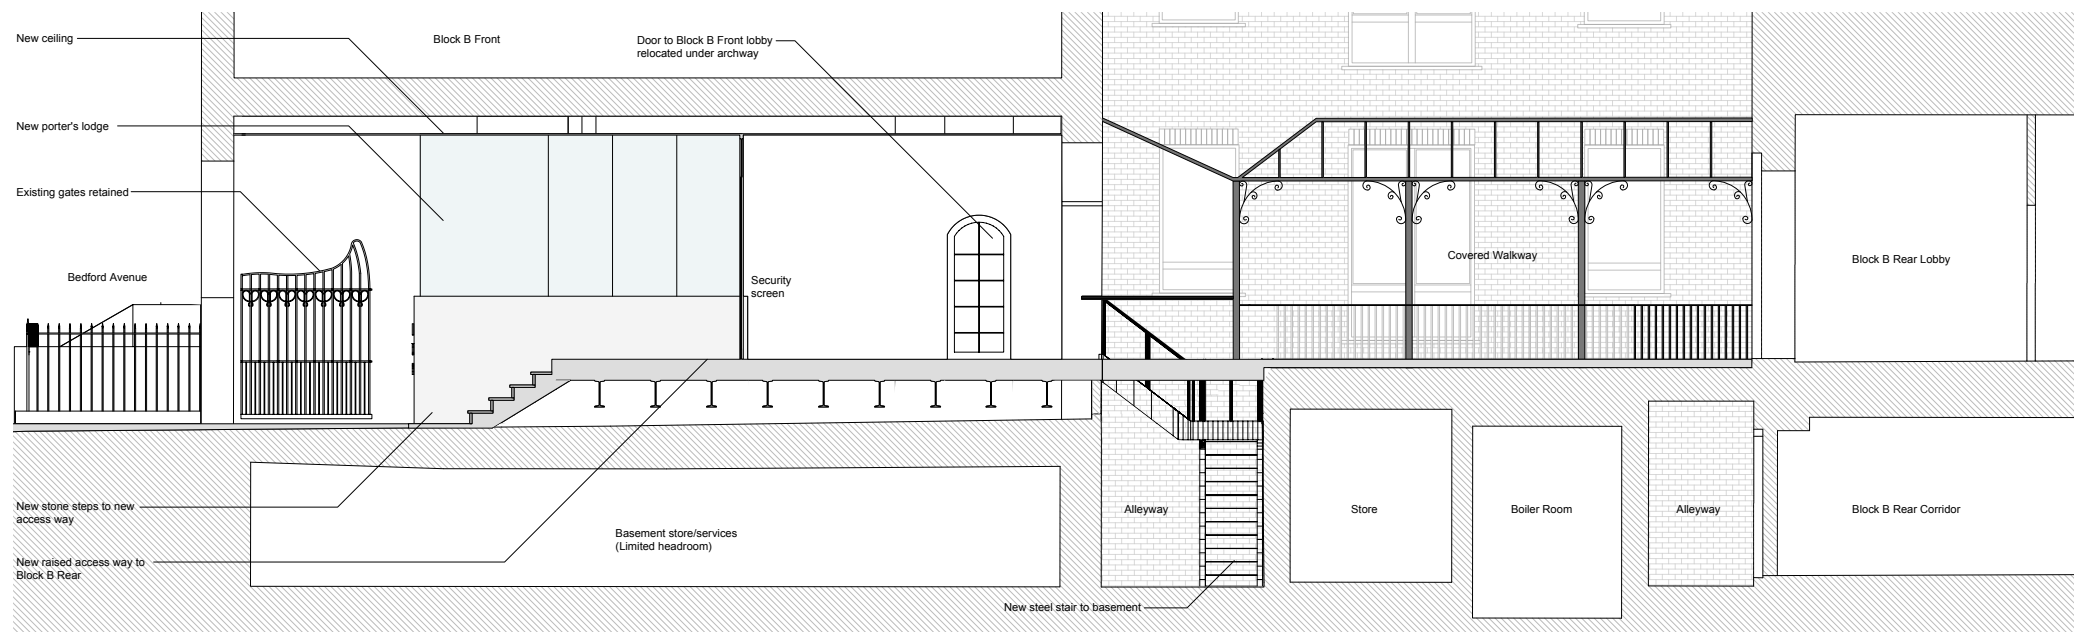 New ceiling
Block B Front
Door to Block B Front lobby
relocated under archway
New porter's lodge
Existing gates retained
Bedford Avenue
Security
screen
Covered Walkway
Block B Rear Lobby
New stone steps to new
access way
Basement store/services
(Limited headroom)
Alleyway
Store
Boiler Room
Alleyway
Block B Rear Corridor
New raised access way to
Block B Rear
New steel stair to basement